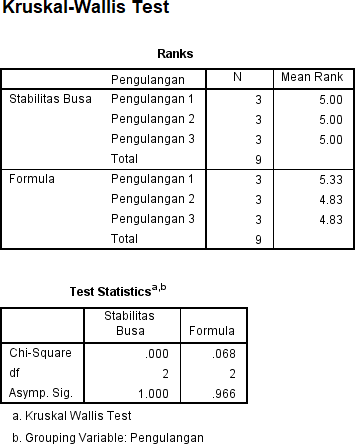 Kruskal-Wallis Test
Ranks
Pengulangan N Mean Rank
Stabilitas Busa Pengulangan 1 3 5.00
Pengulangan 2 3 5.00
Pengulangan 3 3 5.00
Total 9
Formula Pengulangan 1 3 5.33
Pengulangan 2 3 4.83
Pengulangan 3 3 4.83
Total 9
Test Statisticsa,b
Stabilitas
Busa Formula
Chi-Square .000 .068
df 2 2
Asymp. Sig. 1.000 .966
a. Kruskal Wallis Test
b. Grouping Variable: Pengulangan